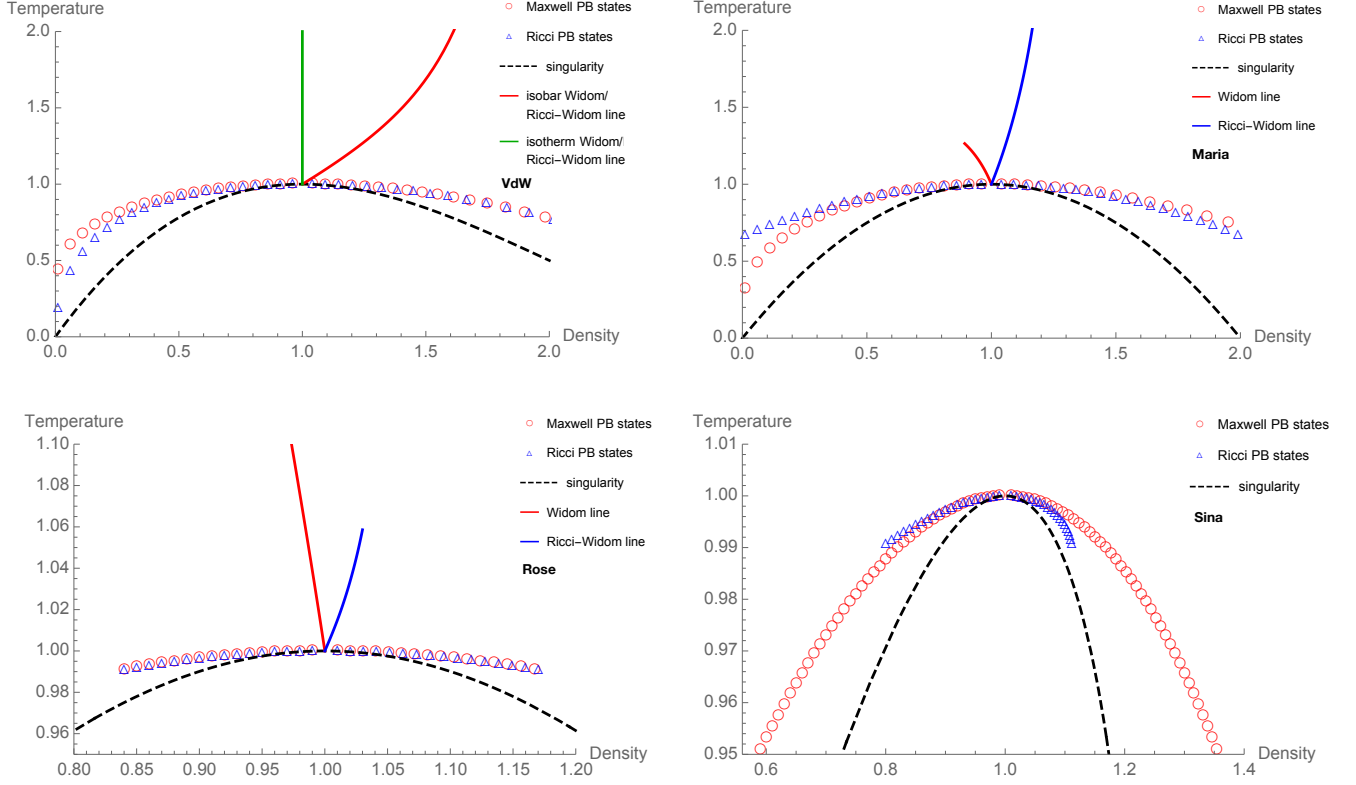 Temperature
2.0
1.5
1.0
0.5
0.0
0.0
0.5
1.0
1.5
2.0
Density
Maxwell PB states
Ricci PB states
singularity
isobar Widom/
Ricci−Widom line
isotherm Widom/
Ricci−Widom line
VdW
Temperature
2.0
1.5
1.0
0.5
0.0
0.0
0.5
1.0
1.5
2.0
Density
Maxwell PB states
Ricci PB states
singularity
Widom line
Ricci−Widom line
Maria
Temperature
1.10
1.08
1.06
1.04
1.02
1.00
0.98
0.96
0.80
0.85
0.90
0.95
1.00
1.05
1.10
1.15
1.20
Density
Maxwell PB states
Ricci PB states
singularity
Widom line
Ricci−Widom line
Rose
Temperature
1.01
1.00
0.99
0.98
0.97
0.96
0.95
0.6
0.8
1.0
1.2
1.4
Density
Maxwell PB states
Ricci PB states
singularity
Sina